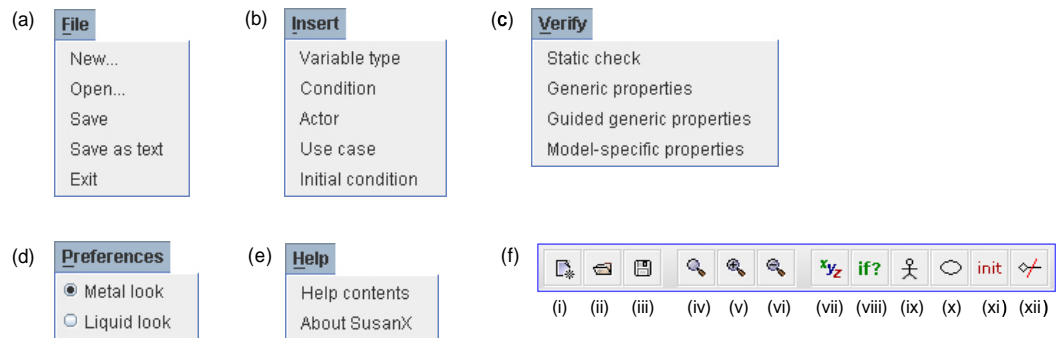 (a) File
New...
Open...
Save
Save as text
Exit
(b) Insert
Variable type
Condition
Actor
Use case
Initial condition
(c) Verify
Static check
Generic properties
Guided generic properties
Model-specific properties
(d) Preferences
Metal look
Liquid look
(e) Help
Help contents
About SusanX
(f) xyz if? init
(i) (ii) (iii) (iv) (v) (vi) (vii) (viii) (ix) (x) (xi) (xii)